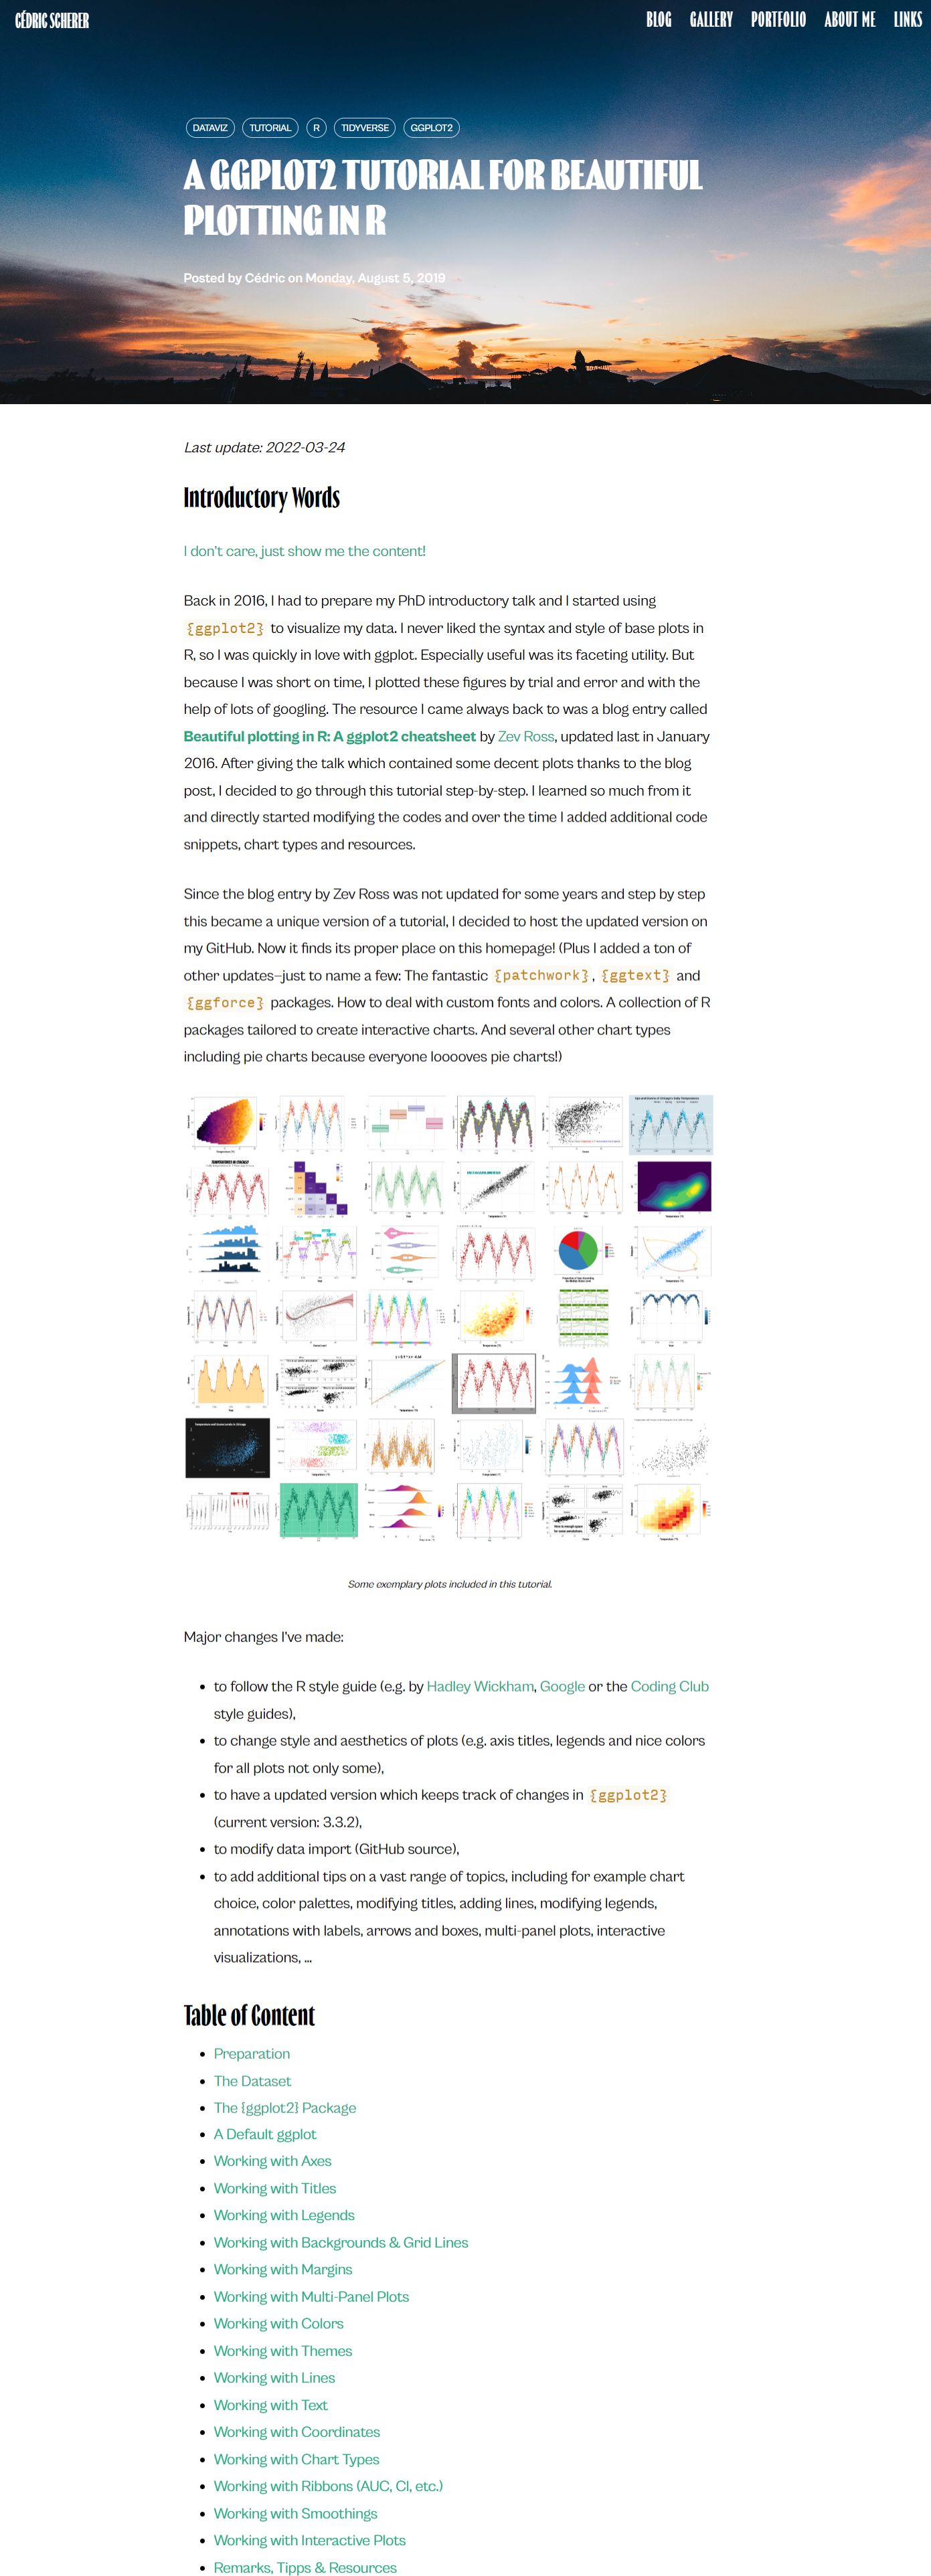 CÉDRIC SCHERER
BLOG GALLERY PORTFOLIO ABOUT ME LINKS
DATAVIZ TUTORIAL R TIDYVERSE GGPLOT2
A GGPLOT2 TUTORIAL FOR BEAUTIFUL
PLOTTING IN R
Posted by Cédric on Monday, August 5, 2019
Last update: 2022-03-24
Introductory Words
I don't care, just show me the content!
Back in 2016, I had to prepare my PhD introductory talk and I started using
{ggplot2} to visualize my data. I never liked the syntax and style of base plots in
R, so I was quickly in love with ggplot. Especially useful was its faceting utility. But
because I was short on time, I plotted these figures by trial and error and with the
help of lots of googling. The resource I came always back to was a blog entry called
Beautiful plotting in R: A ggplot2 cheatsheet by Zev Ross, updated last in January
2016. After giving the talk which contained some decent plots thanks to the blog
post, I decided to go through this tutorial step-by-step. I learned so much from it
and directly started modifying the codes and over the time I added additional code
snippets, chart types and resources.
Since the blog entry by Zev Ross was not updated for some years and step by step
this became a unique version of a tutorial, I decided to host the updated version on
my GitHub. Now it finds its proper place on this homepage! (Plus I added a ton of
other updates—just to name a few: The fantastic {patchwork}, {ggtext} and
{ggforce} packages. How to deal with custom fonts and colors. A collection of R
packages tailored to create interactive charts. And several other chart types
including pie charts because everyone looooves pie charts!)
Some exemplary plots included in this tutorial.
Major changes I've made:
• to follow the R style guide (e.g. by Hadley Wickham, Google or the Coding Club
style guides),
• to change style and aesthetics of plots (e.g. axis titles, legends and nice colors
for all plots not only some),
• to have a updated version which keeps track of changes in {ggplot2}
(current version: 3.3.2),
• to modify data import (GitHub source),
• to add additional tips on a vast range of topics, including for example chart
choice, color palettes, modifying titles, adding lines, modifying legends,
annotations with labels, arrows and boxes, multi-panel plots, interactive
visualizations, ...
Table of Content
• Preparation
• The Dataset
• The {ggplot2} Package
• A Default ggplot
• Working with Axes
• Working with Titles
• Working with Legends
• Working with Backgrounds & Grid Lines
• Working with Margins
• Working with Multi-Panel Plots
• Working with Colors
• Working with Themes
• Working with Lines
• Working with Text
• Working with Coordinates
• Working with Chart Types
• Working with Ribbons (AUC, CI, etc.)
• Working with Smoothings
• Working with Interactive Plots
• Remarks, Tipps & Resources